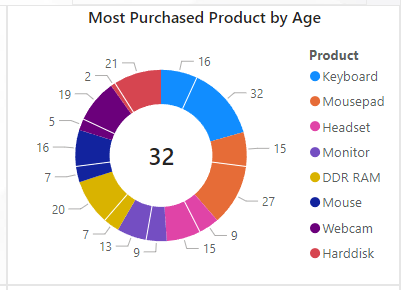 Most Purchased Product by Age
21
16
2
19
32
5
16
15
7
20
27
7
13
9
15
9
32
Product
Keyboard
Mousepad
Headset
Monitor
DDR RAM
Mouse
Webcam
Harddisk